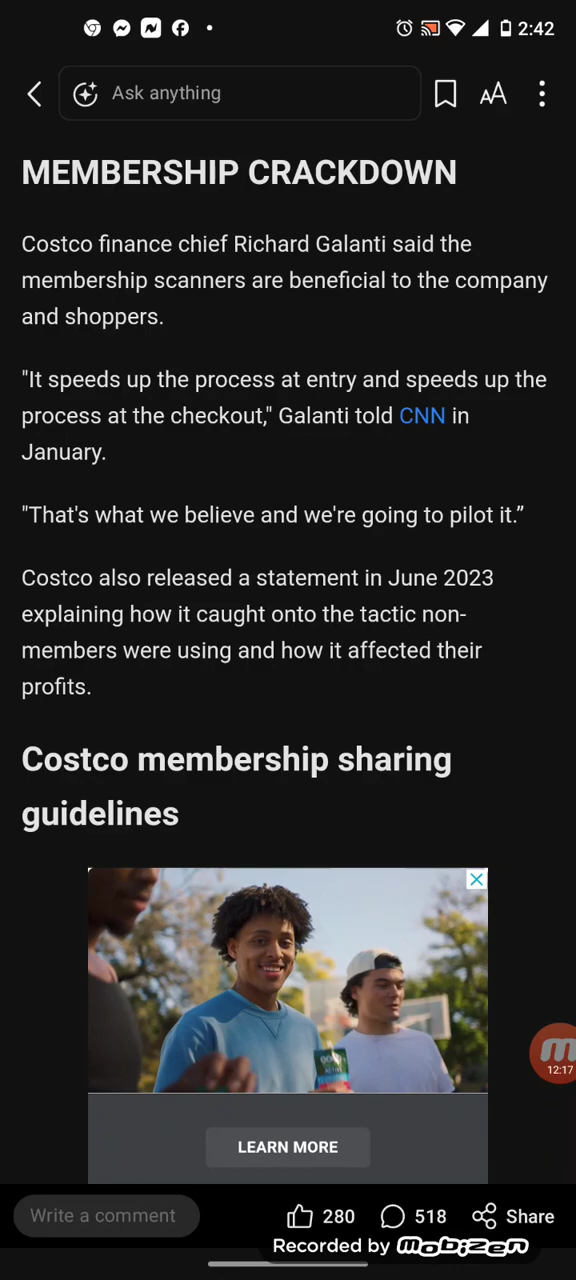 2:42
Ask anything
AA
MEMBERSHIP CRACKDOWN
Costco finance chief Richard Galanti said the
membership scanners are beneficial to the company
and shoppers.
"It speeds up the process at entry and speeds up the
process at the checkout," Galanti told CNN in
January.
"That's what we believe and we're going to pilot it.”
Costco also released a statement in June 2023
explaining how it caught onto the tactic non-
members were using and how it affected their
profits.
Costco membership sharing
guidelines
12:17
LEARN MORE
Write a comment
280
518
Share
Recorded by mobizen